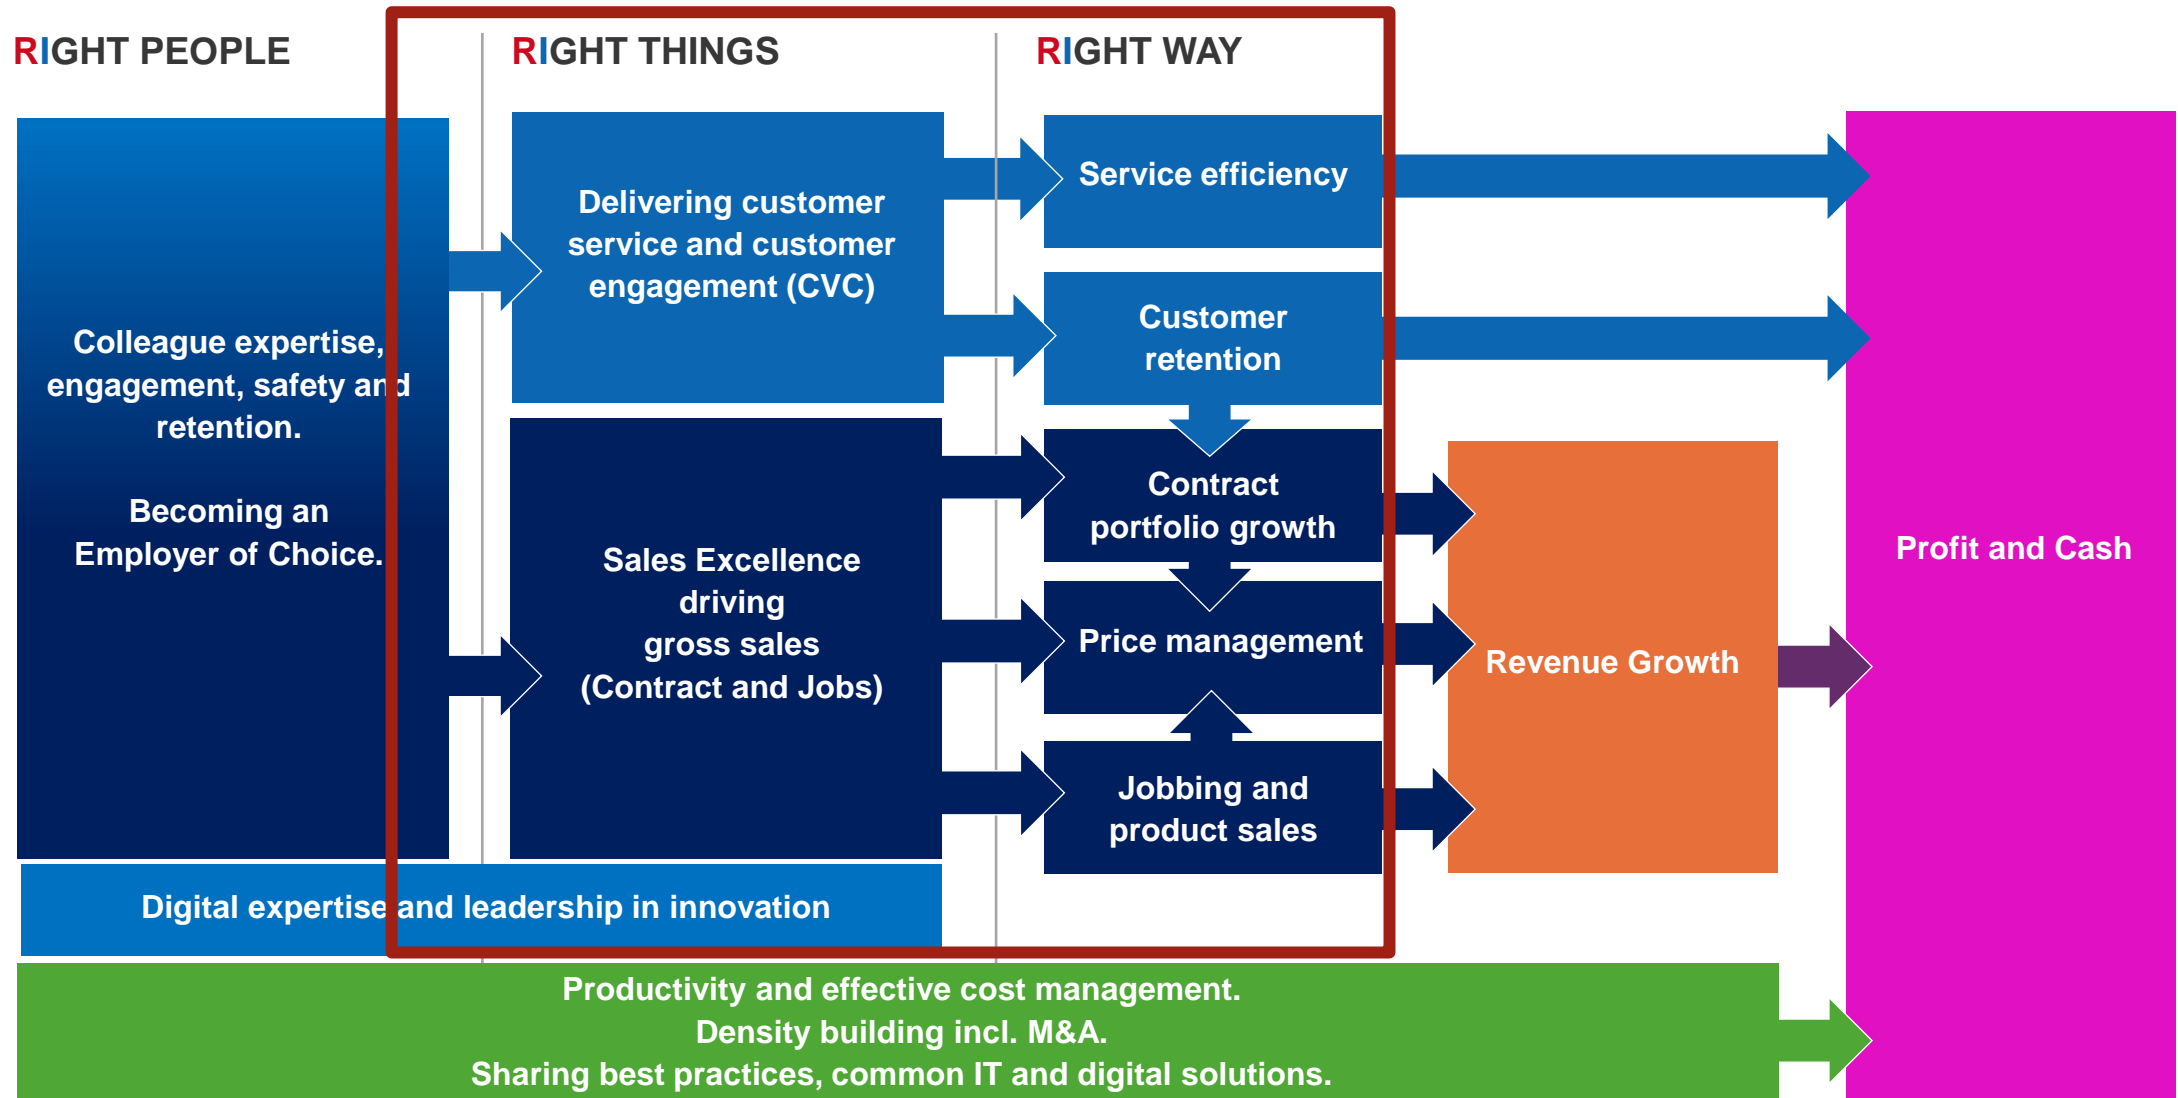 RIGHT PEOPLE
RIGHT THINGS
RIGHT WAY
Colleague expertise,
engagement, safety and
retention.
Becoming an
Employer of Choice.
Delivering customer
service and customer
engagement (CVC)
Sales Excellence
driving
gross sales
(Contract and Jobs)
Service efficiency
Customer
retention
Contract
portfolio growth
Price management
Jobbing and
product sales
Revenue Growth
Profit and Cash
Digital expertise and leadership in innovation
Productivity and effective cost management.
Density building incl. M&A.
Sharing best practices, common IT and digital solutions.